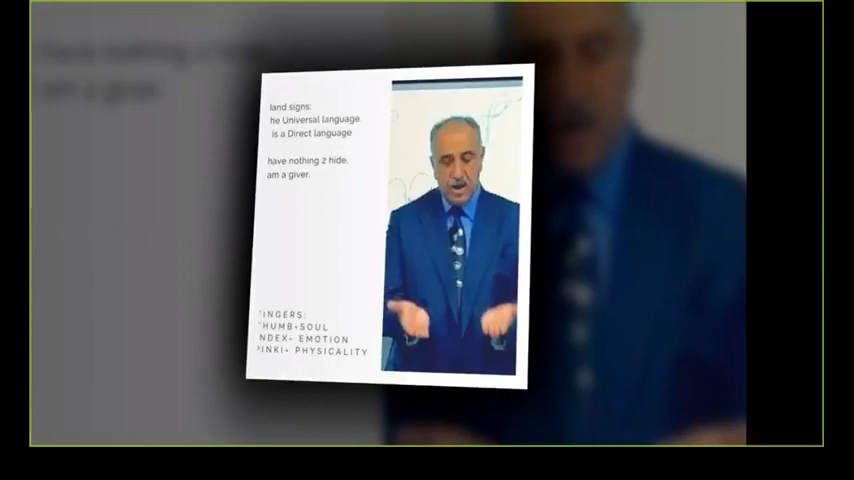 land signs:
he Universal language.
is a Direct language
have nothing 2 hide.
am a giver.
INGERS:
HUMB=SOUL
NDEX= EMOTION
INKI= PHYSICALITY